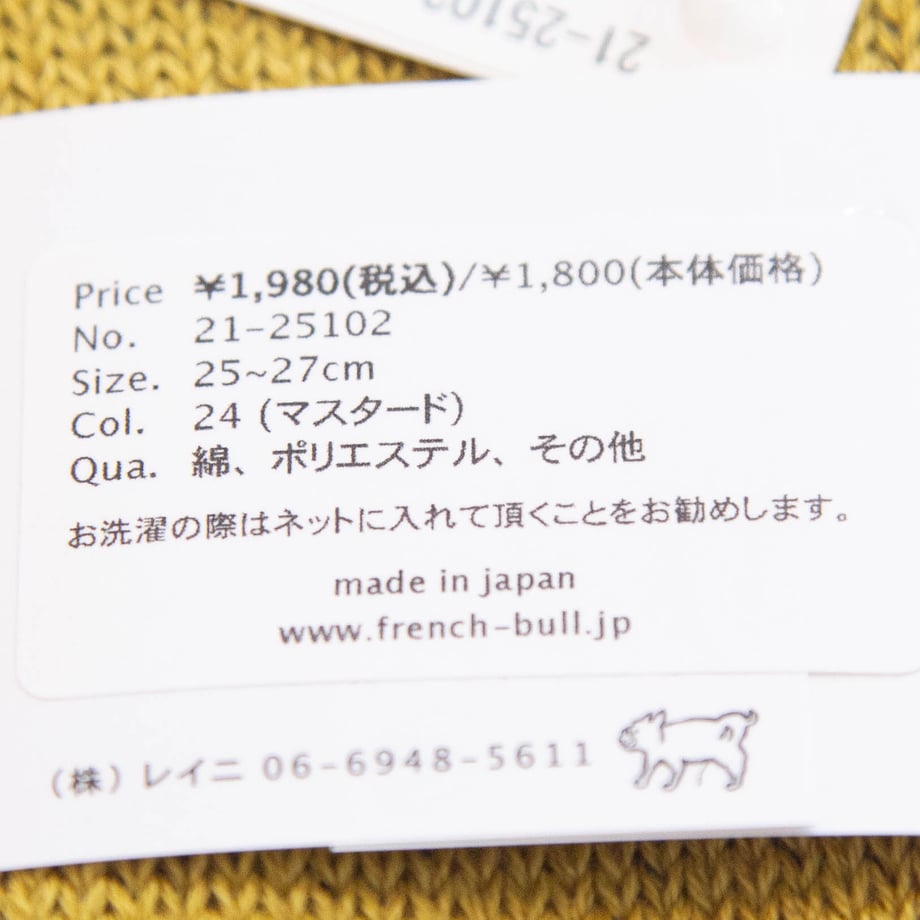 21-25102
Price ¥1,980(税込)/¥1,800(本体価格)
No. 21-25102
Size. 25~27cm
Col. 24 (マスタード)
Qua. 綿、ポリエステル、その他
お洗濯の際はネットに入れて頂くことをお勧めします。
made in japan
www.french-bull.jp
(株) レイニ 06-6948-5611